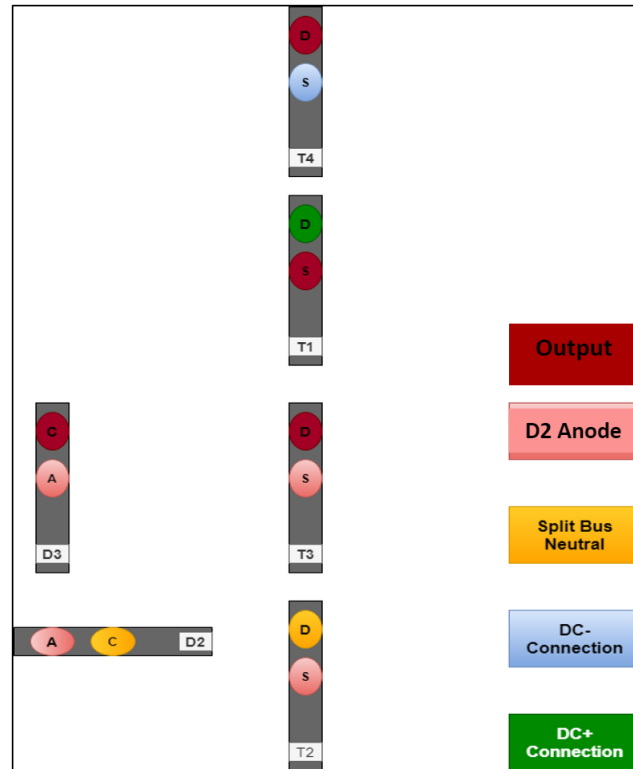 D
S
T4
D
S
T1
Output
C
A
D3
D
S
T3
D2 Anode
Split Bus
Neutral
A
C
D2
D
S
T2
DC-
Connection
DC+
Connection